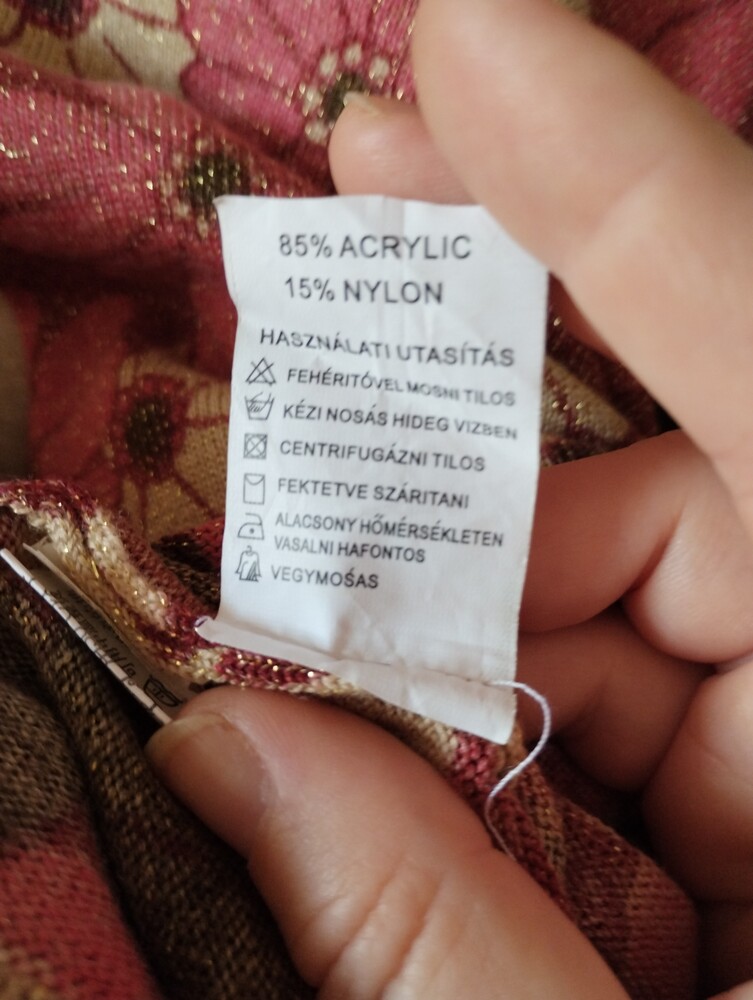 85% ACRYLIC
15% NYLON
HASZNÁLATI UTASÍTÁS
FEHÉRITÓVEL MOSNI TILOS
KÉZI NOSÁS HIDEG VIZBEN
CENTRIFUGÁZNI TILOS
FEKTETVE SZÁRITANI
ALACSONY HŐMÉRSÉKLETEN
VASALNI HAFONTOS
VEGYMOŚAS